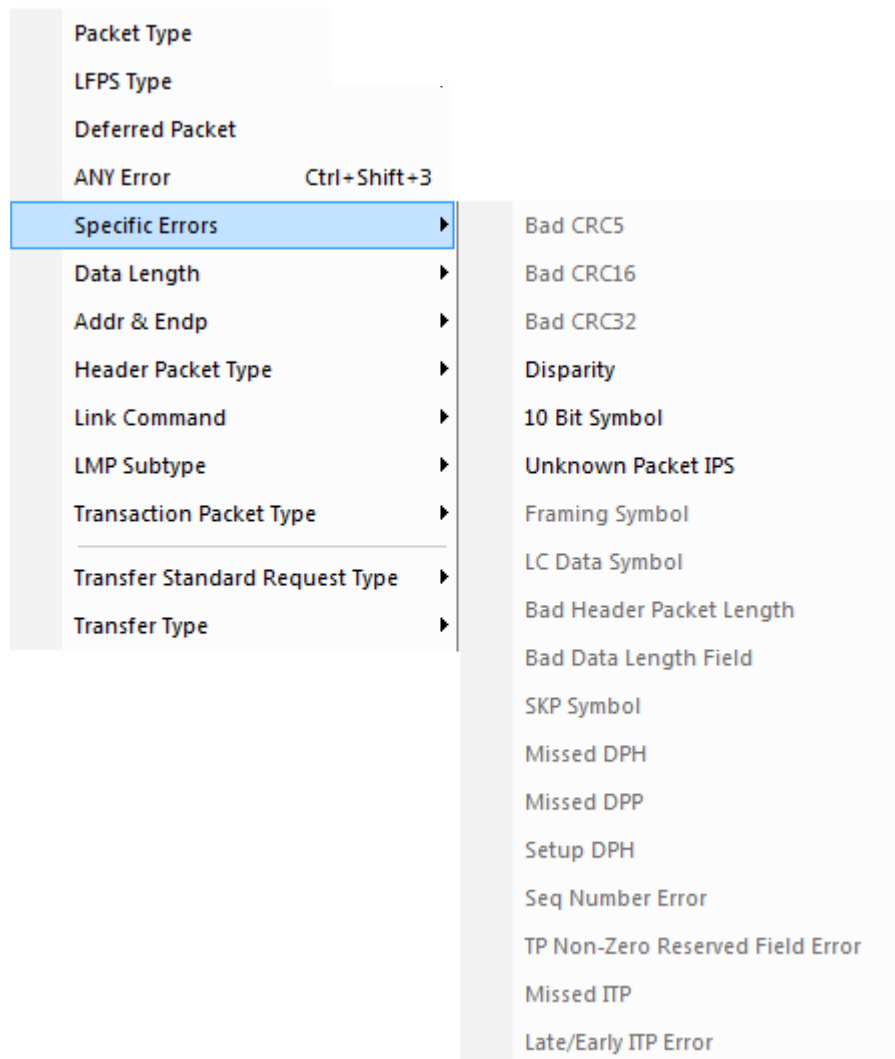 Packet Type
LFPS Type
Deferred Packet
ANY Error Ctrl+Shift+3
Specific Errors
Data Length
Addr & Endp
Header Packet Type
Link Command
LMP Subtype
Transaction Packet Type
Transfer Standard Request Type
Transfer Type
Bad CRC5
Bad CRC16
Bad CRC32
Disparity
10 Bit Symbol
Unknown Packet IPS
Framing Symbol
LC Data Symbol
Bad Header Packet Length
Bad Data Length Field
SKP Symbol
Missed DPH
Missed DPP
Setup DPH
Seq Number Error
TP Non-Zero Reserved Field Error
Missed ITP
Late/Early ITP Error